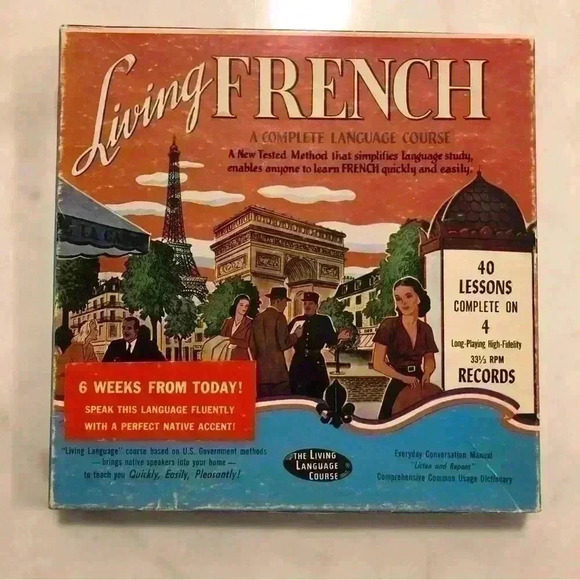 Living FRENCH
A COMPLETE LANGUAGE COURSE
A New Tested Method that simplifies language study,
enables anyone to learn FRENCH quickly and easily.
LA CA
40
LESSONS
COMPLETE ON
4
Long-Playing High-Fidelity
33⅓ RPM
RECORDS
6 WEEKS FROM TODAY!
SPEAK THIS LANGUAGE FLUENTLY
WITH A PERFECT NATIVE ACCENT!
"Living Language" course based on U.S. Government methods
— brings native speakers into your home —
to teach you Quickly, Easily, Pleasantly!
THE LIVING
LANGUAGE
COURSE
Everyday Conversation Manual
"Listen and Repeat"
Comprehensive Common Usage Dictionary